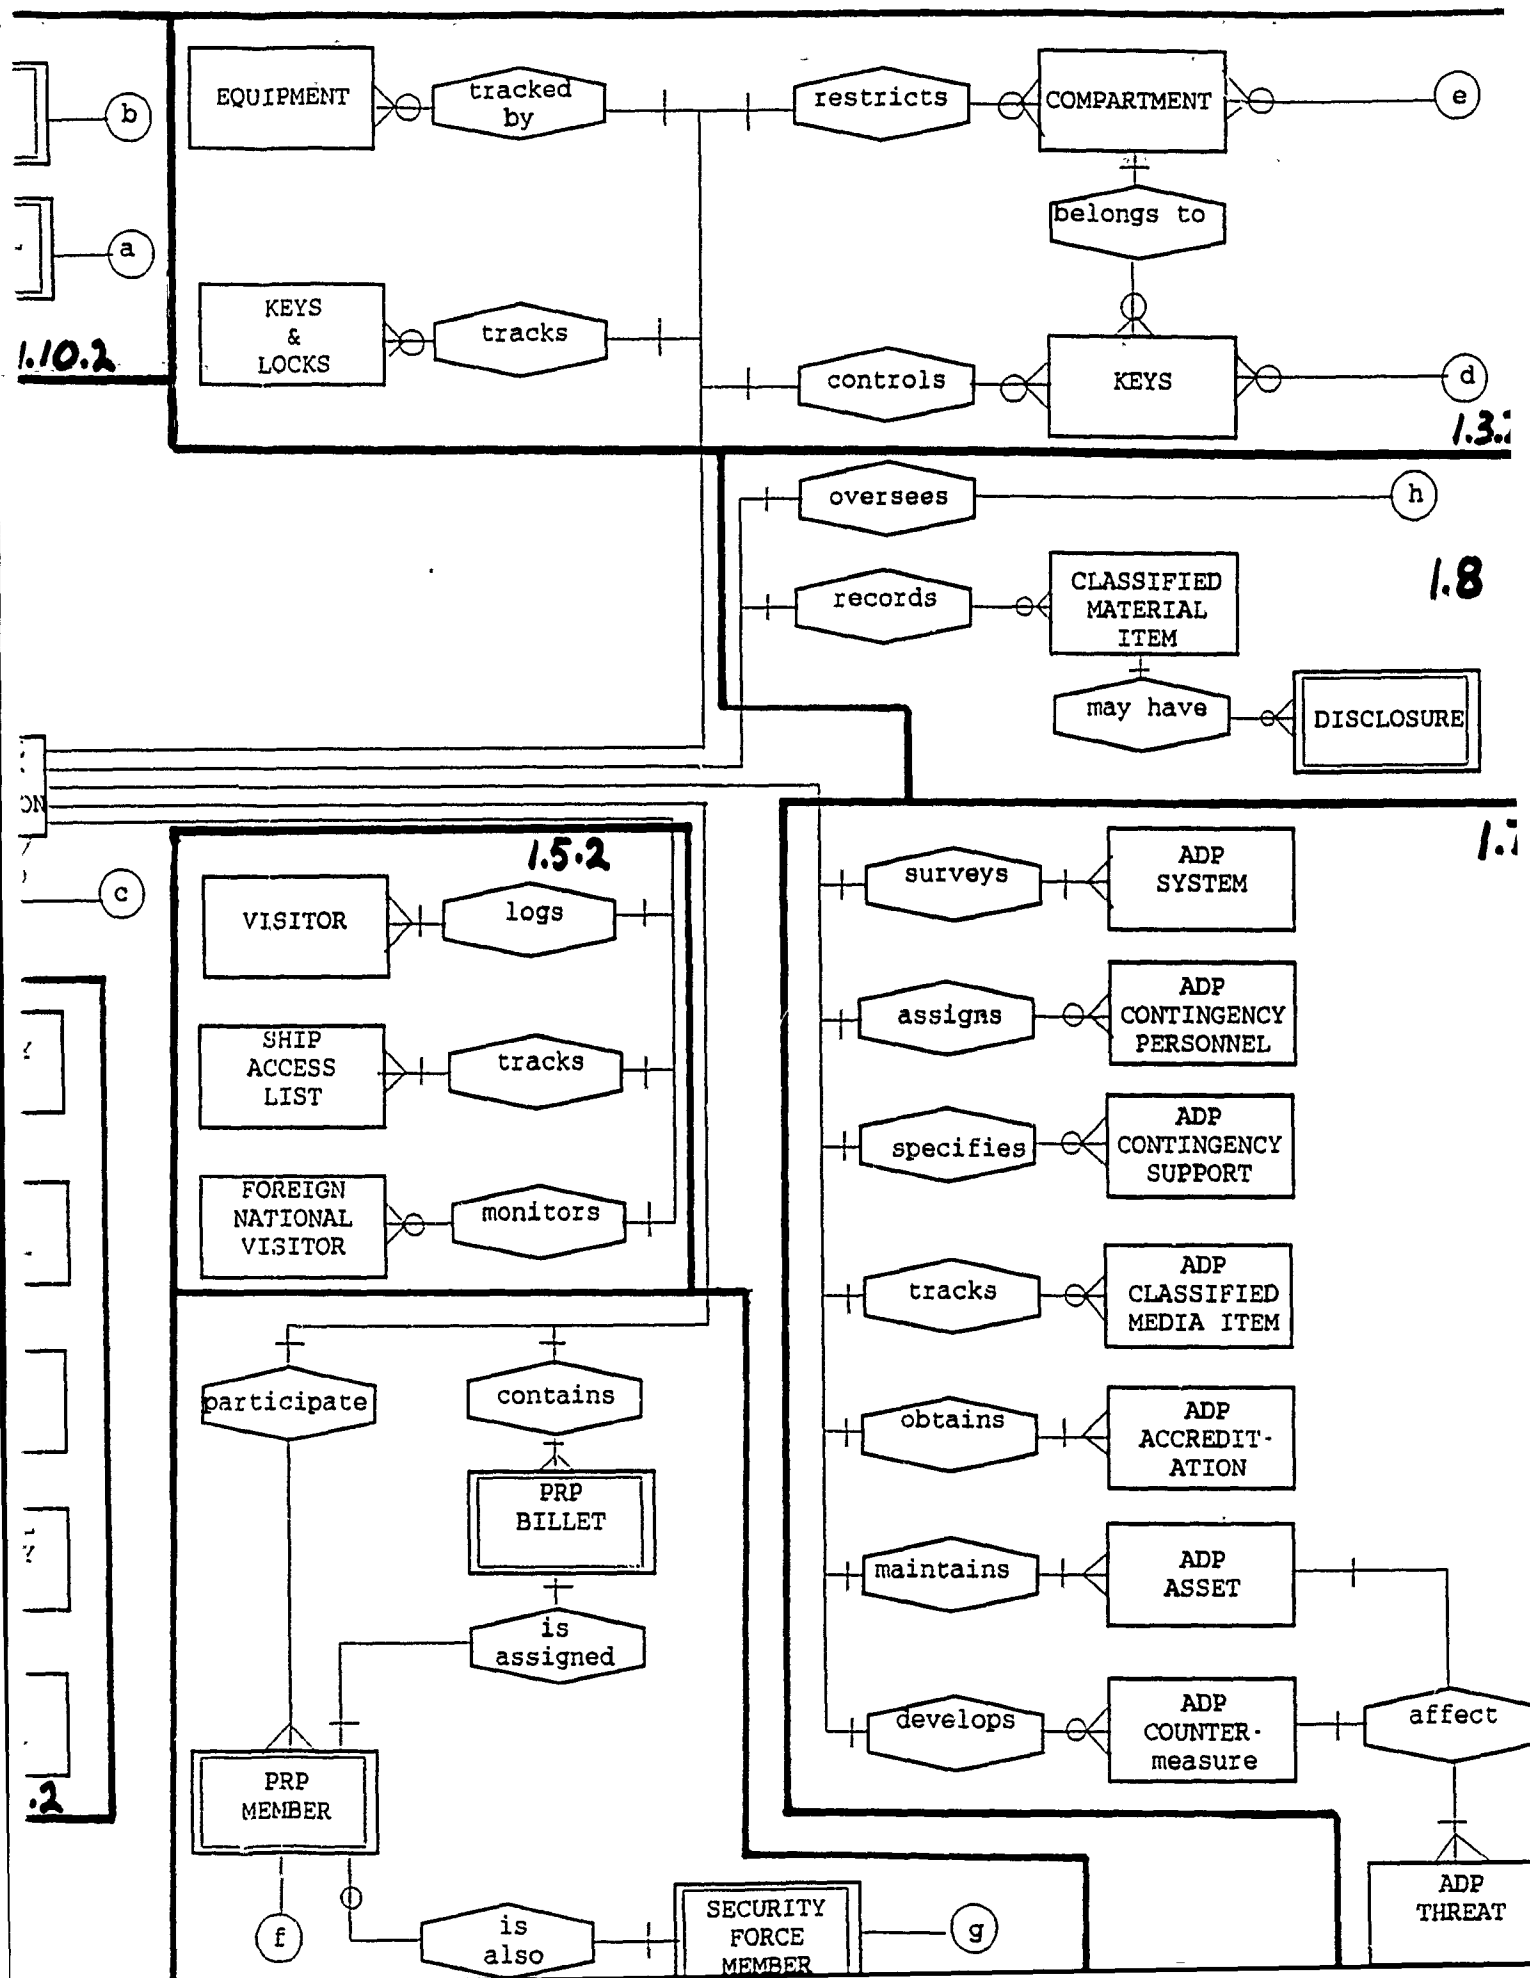 b
EQUIPMENT
tracked
by
restricts
COMPARTMENT
e
belongs to
a
KEYS
&
LOCKS
tracks
controls
KEYS
d
1.10.2
oversees
h
records
CLASSIFIED
MATERIAL
ITEM
1.8
may have
DISCLOSURE
ON
c
1.5.2
VISITOR
logs
SHIP
ACCESS
LIST
tracks
FOREIGN
NATIONAL
VISITOR
monitors
surveys
ADP
SYSTEM
assigns
ADP
CONTINGENCY
PERSONNEL
specifies
ADP
CONTINGENCY
SUPPORT
tracks
ADP
CLASSIFIED
MEDIA ITEM
obtains
ADP
ACCREDIT-
ATION
maintains
ADP
ASSET
develops
ADP
COUNTER-
measure
affect
ADP
THREAT
participate
contains
PRP
BILLET
is
assigned
PRP
MEMBER
.2
f
is
also
SECURITY
FORCE
MEMBER
g